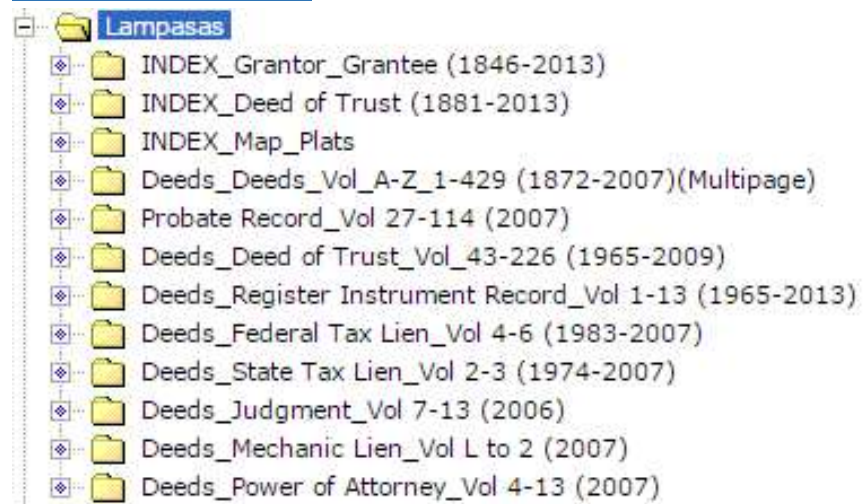 Lampasas
INDEX_Grantor_Grantee (1846-2013)
INDEX_Deed of Trust (1881-2013)
INDEX_Map_Plats
Deeds_Deeds_Vol_A-Z_1-429 (1872-2007)(Multipage)
Probate Record_Vol 27-114 (2007)
Deeds_Deed of Trust_Vol_43-226 (1965-2009)
Deeds_Register Instrument Record_Vol 1-13 (1965-2013)
Deeds_Federal Tax Lien_Vol 4-6 (1983-2007)
Deeds_State Tax Lien_Vol 2-3 (1974-2007)
Deeds_Judgment_Vol 7-13 (2006)
Deeds_Mechanic Lien_Vol L to 2 (2007)
Deeds_Power of Attorney_Vol 4-13 (2007)